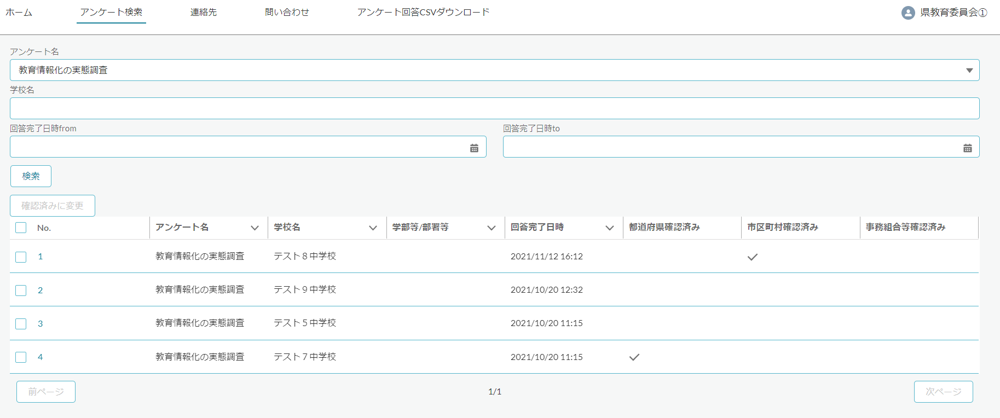 ホーム アンケート検索 連絡先 問い合わせ アンケート回答CSVダウンロード 県教育委員会①
アンケート名
教育情報化の実態調査
学校名
回答完了日時from 回答完了日時to
検索
確認済みに変更
No. アンケート名 学校名 学部等/部署等 回答完了日時 都道府県確認済み 市区町村確認済み 事務組合等確認済み
1 教育情報化の実態調査 テスト８中学校 2021/11/12 16:12
2 教育情報化の実態調査 テスト９中学校 2021/10/20 12:32
3 教育情報化の実態調査 テスト５中学校 2021/10/20 11:15
4 教育情報化の実態調査 テスト７中学校 2021/10/20 11:15
前ページ 1/1 次ページ